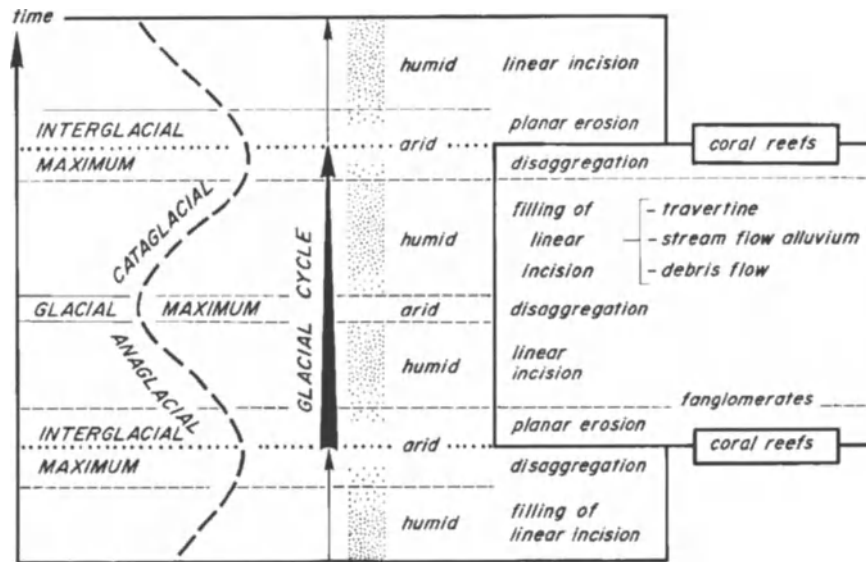 time
humid linear incision
INTERGLACIAL planar erosion
arid coral reefs
MAXIMUM disaggregation
CATAGLACIAL
filling of - travertine
humid linear - stream flow alluvium
incision - debris flow
GLACIAL CYCLE
GLACIAL MAXIMUM arid disaggregation
ANAGLACIAL
humid linear
incision
fanglomerates
INTERGLACIAL planar erosion
arid coral reefs
MAXIMUM disaggregation
humid filling of
linear incision